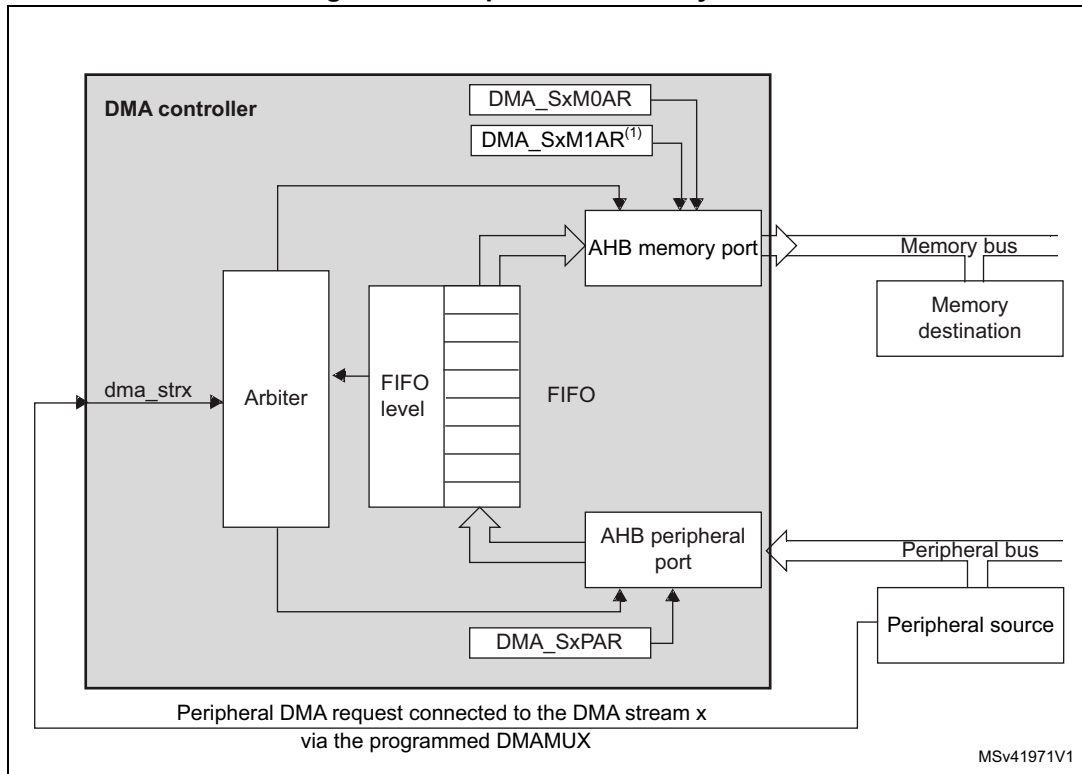 DMA controller
DMA_SxM0AR
DMA_SxM1AR(1)
AHB memory port
Memory bus
Memory
destination
dma_strx
Arbiter
FIFO
level
FIFO
AHB peripheral
port
Peripheral bus
DMA_SxPAR
Peripheral source
Peripheral DMA request connected to the DMA stream x
via the programmed DMAMUX
MSv41971V1